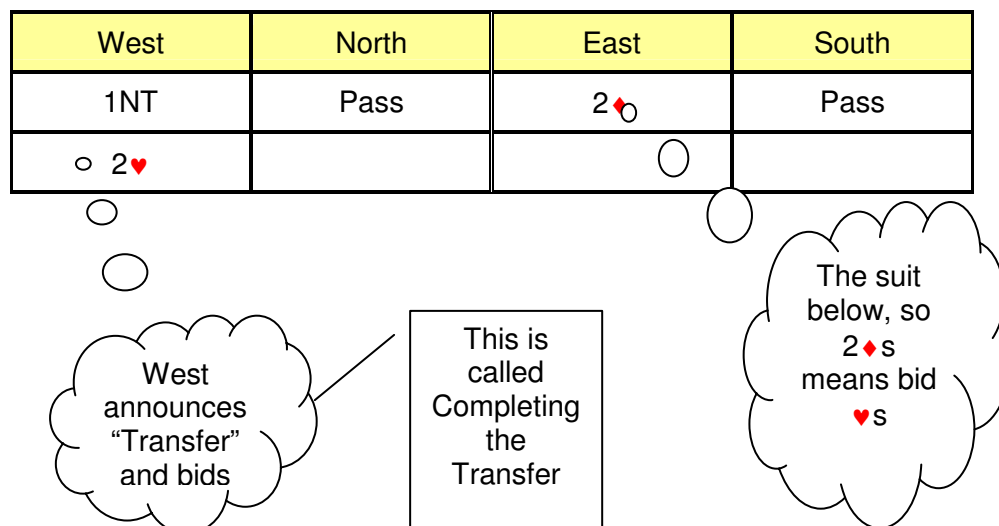 West North East South
1NT Pass 2♦ Pass
2♥
The suit
below, so
2♦s
means bid
♥s
West
announces
“Transfer”
and bids
This is
called
Completing
the
Transfer